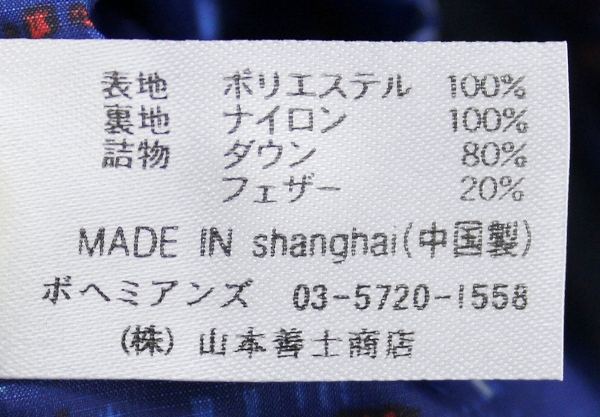 表地 ポリエステル 100%
裏地 ナイロン 100%
詰物 ダウン 80%
フェザー 20%
MADE IN shanghai(中国製)
ボヘミアンズ 03-5720-1558
(株) 山本善士商店